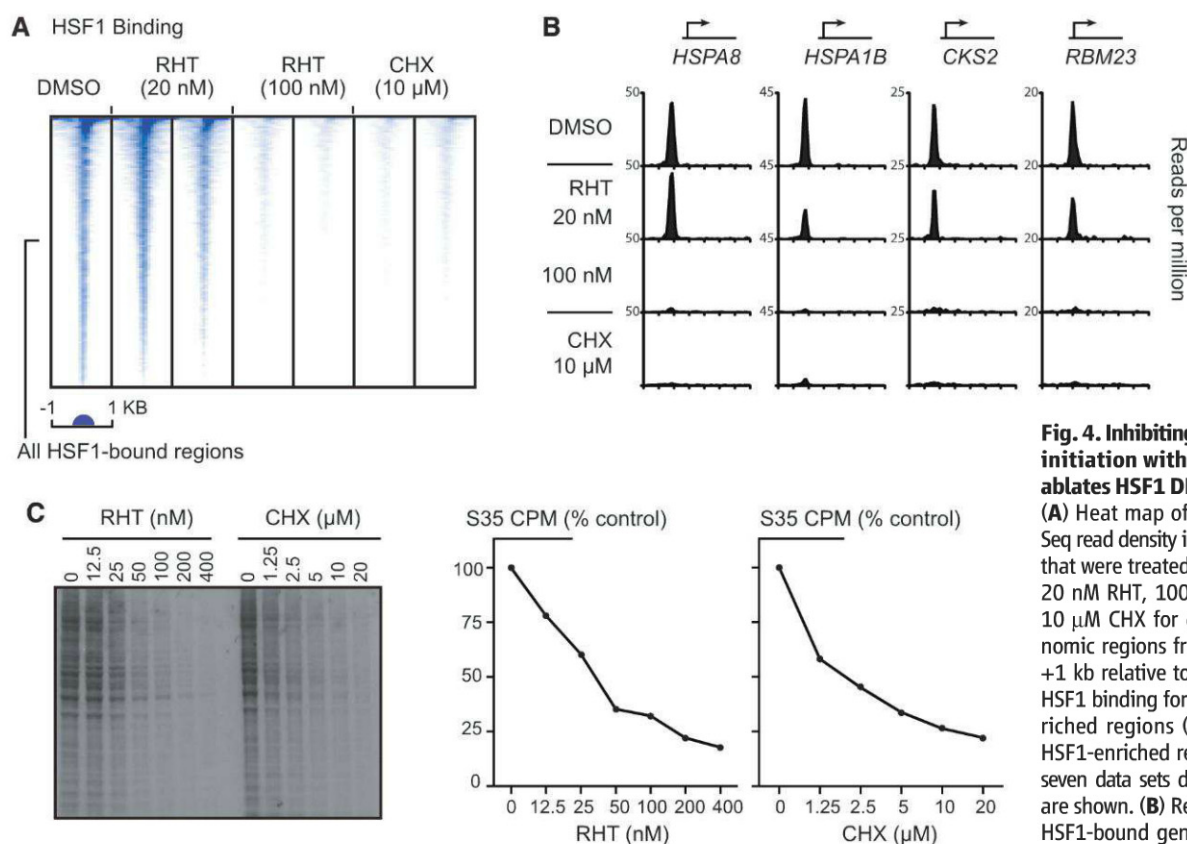 A HSF1 Binding
DMSO
RHT
(20 nM)
RHT
(100 nM)
CHX
(10 µM)
-1 1 KB
All HSF1-bound regions
B
HSPA8 HSPA1B CKS2 RBM23
DMSO
RHT
20 nM
100 nM
CHX
10 µM
50 45 25 20
50 45 25 20
50 45 25 20
50 45 25 20
Reads per million
C
RHT (nM) CHX (µM)
0 12.5 25 50 100 200 400 0 1.25 2.5 5 10 20
S35 CPM (% control)
100
75
50
25
0
0 12.5 25 50 100 200 400
RHT (nM)
S35 CPM (% control)
0 1.25 2.5 5 10 20
CHX (µM)
Fig. 4. Inhibiting
initiation with
ablates HSF1 D
(A) Heat map of
Seq read density i
that were treated
20 nM RHT, 100
10 µM CHX for
nomic regions fr
+1 kb relative to
HSF1 binding for
riched regions (
HSF1-enriched re
seven data sets d
are shown. (B) Re
HSF1-bound gen